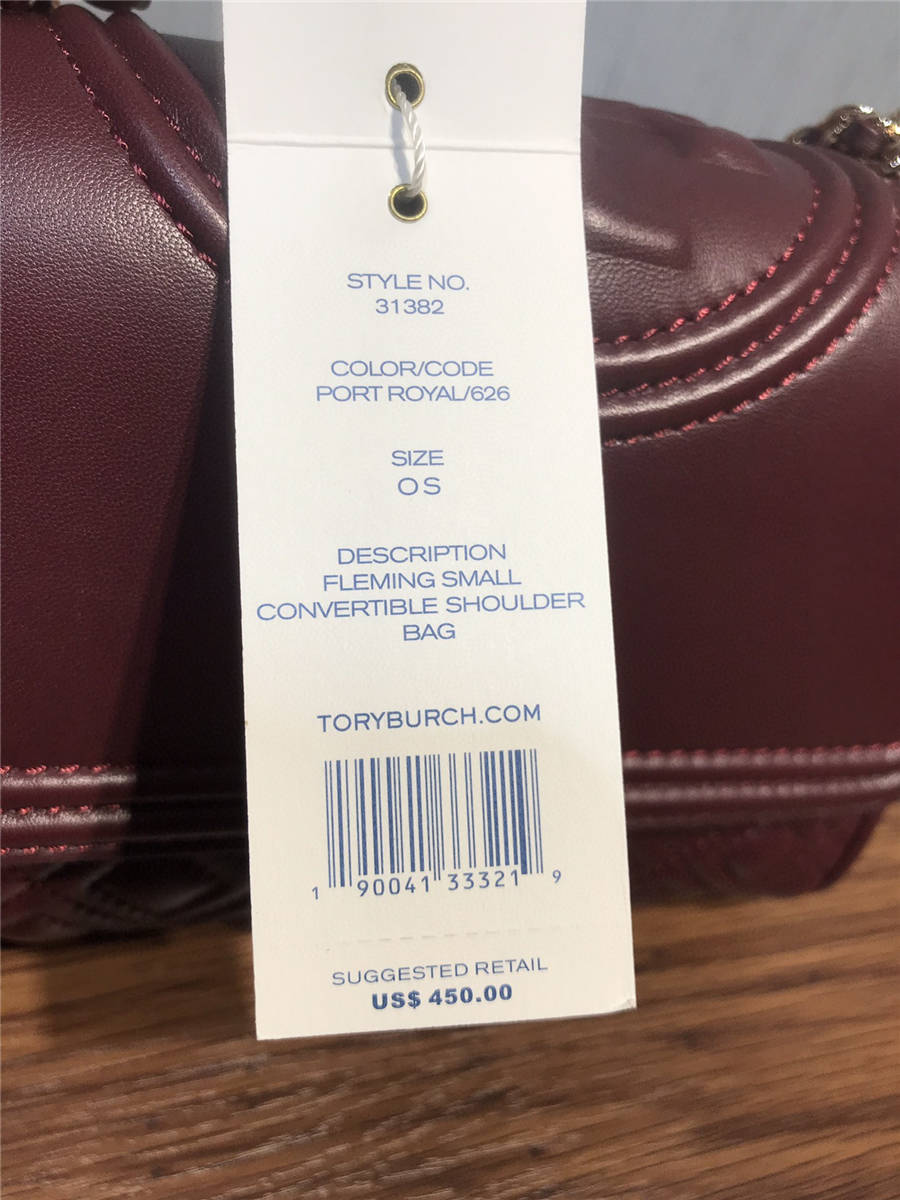 STYLE NO.
31382
COLOR/CODE
PORT ROYAL/626
SIZE
OS
DESCRIPTION
FLEMING SMALL
CONVERTIBLE SHOULDER
BAG
TORYBURCH.COM
1 90041 33321 9
SUGGESTED RETAIL
US$ 450.00